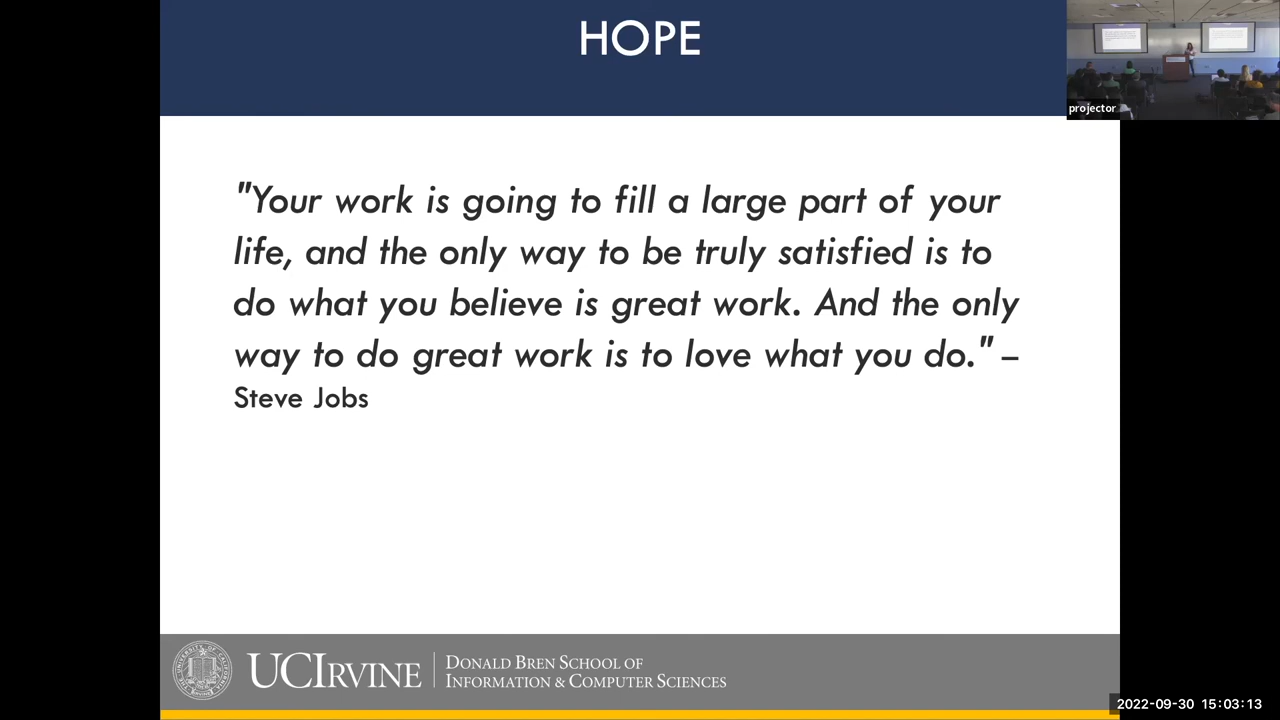 HOPE
projector
"Your work is going to fill a large part of your
life, and the only way to be truly satisfied is to
do what you believe is great work. And the only
way to do great work is to love what you do." –
Steve Jobs
UCIRVINE
DONALD BREN SCHOOL OF
INFORMATION & COMPUTER SCIENCES
2022-09-30 15:03:13